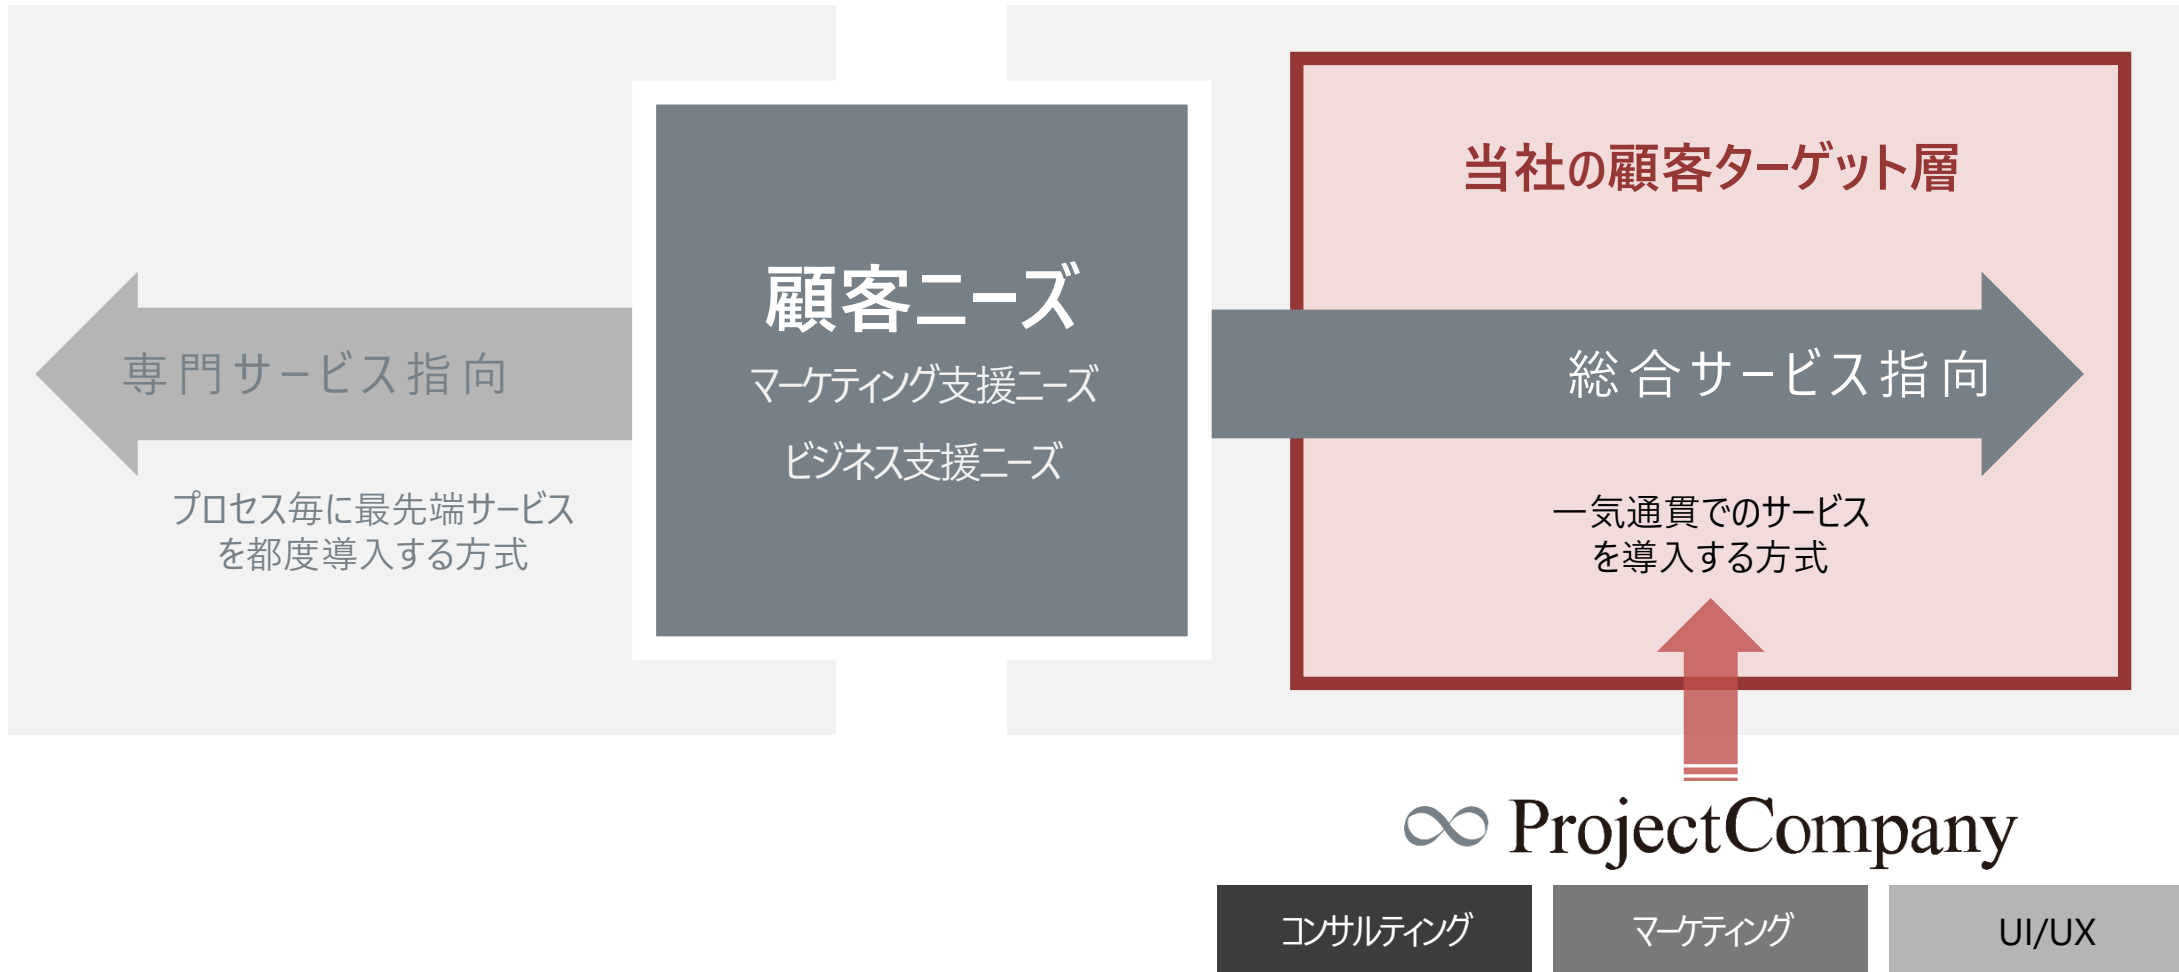 専門サービス指向
プロセス毎に最先端サービス
を都度導入する方式
顧客ニーズ
マーケティング支援ニーズ
ビジネス支援ニーズ
当社の顧客ターゲット層
総合サービス指向
一気通貫でのサービス
を導入する方式
ProjectCompany
コンサルティング
マーケティング
UI/UX